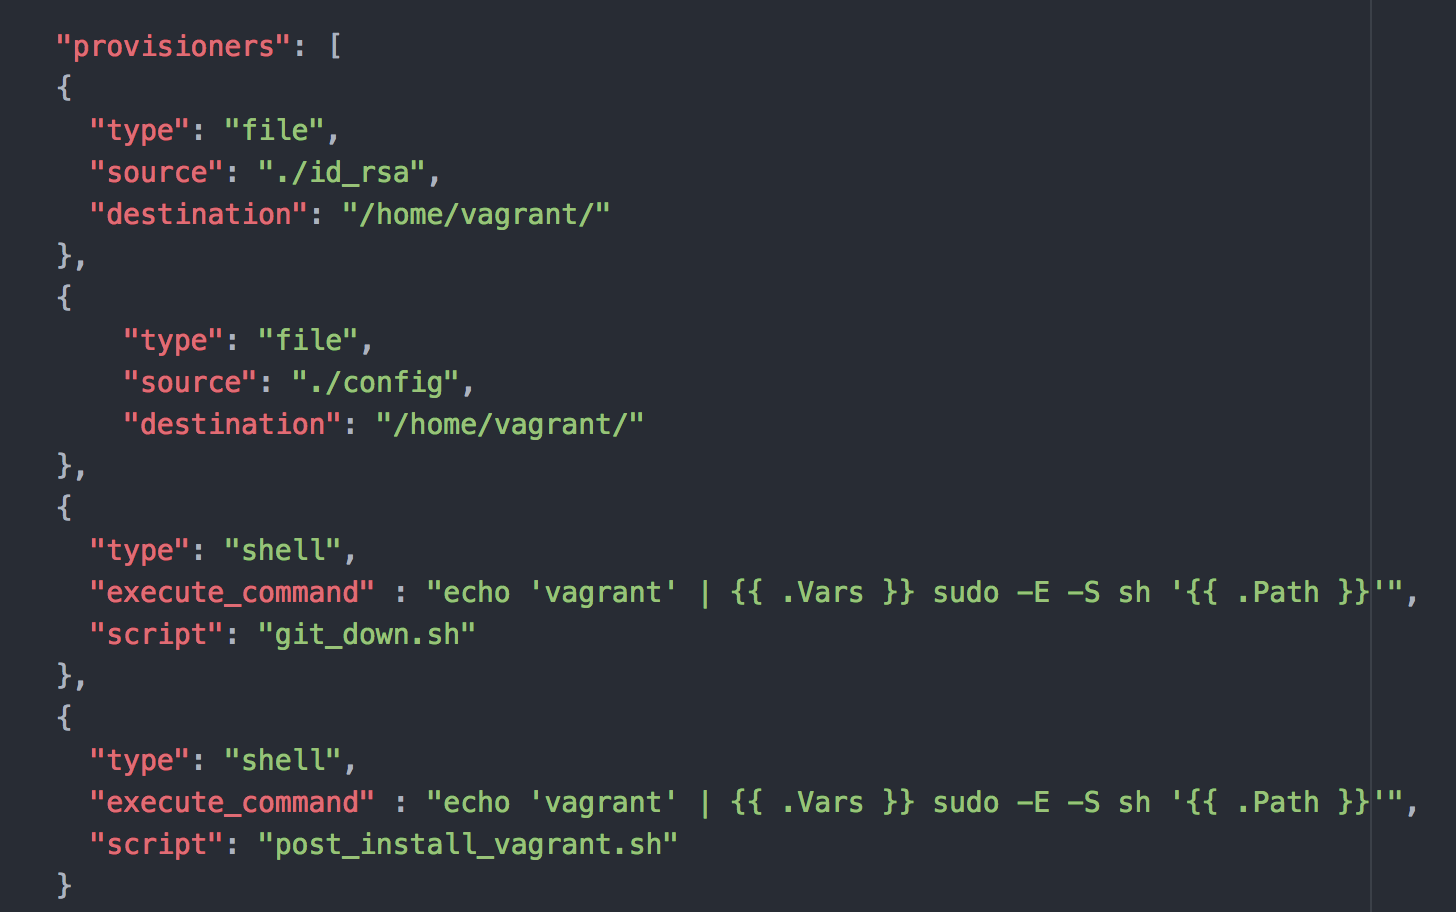 "provisioners": [
{
  "type": "file",
  "source": "./id_rsa",
  "destination": "/home/vagrant/"
},
{
    "type": "file",
    "source": "./config",
    "destination": "/home/vagrant/"
},
{
  "type": "shell",
  "execute_command" : "echo 'vagrant' | {{ .Vars }} sudo -E -S sh '{{ .Path }}'",
  "script": "git_down.sh"
},
{
  "type": "shell",
  "execute_command" : "echo 'vagrant' | {{ .Vars }} sudo -E -S sh '{{ .Path }}'",
  "script": "post_install_vagrant.sh"
}